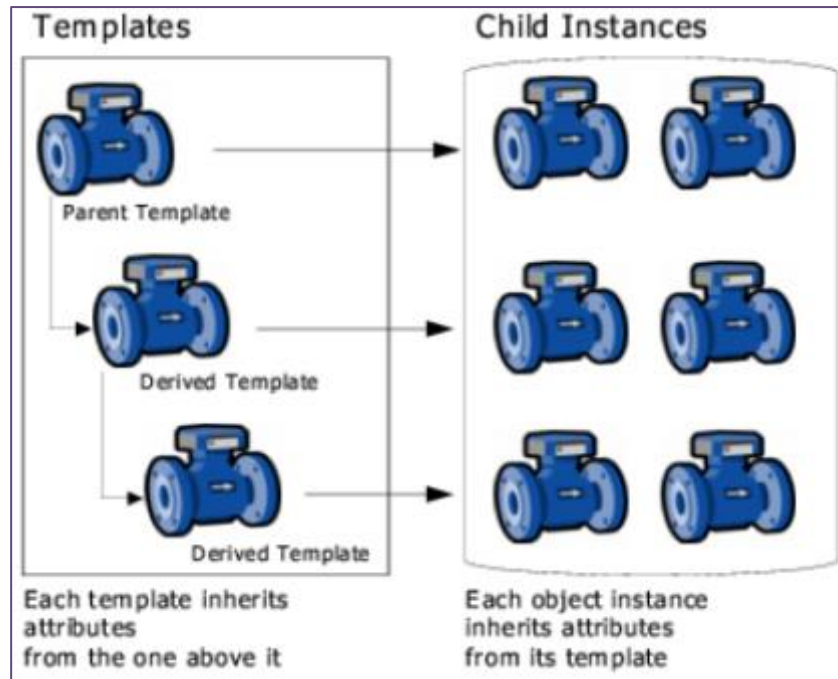 Templates
Child Instances
Parent Template
Derived Template
Derived Template
Each template inherits
attributes
from the one above it
Each object instance
inherits attributes
from its template